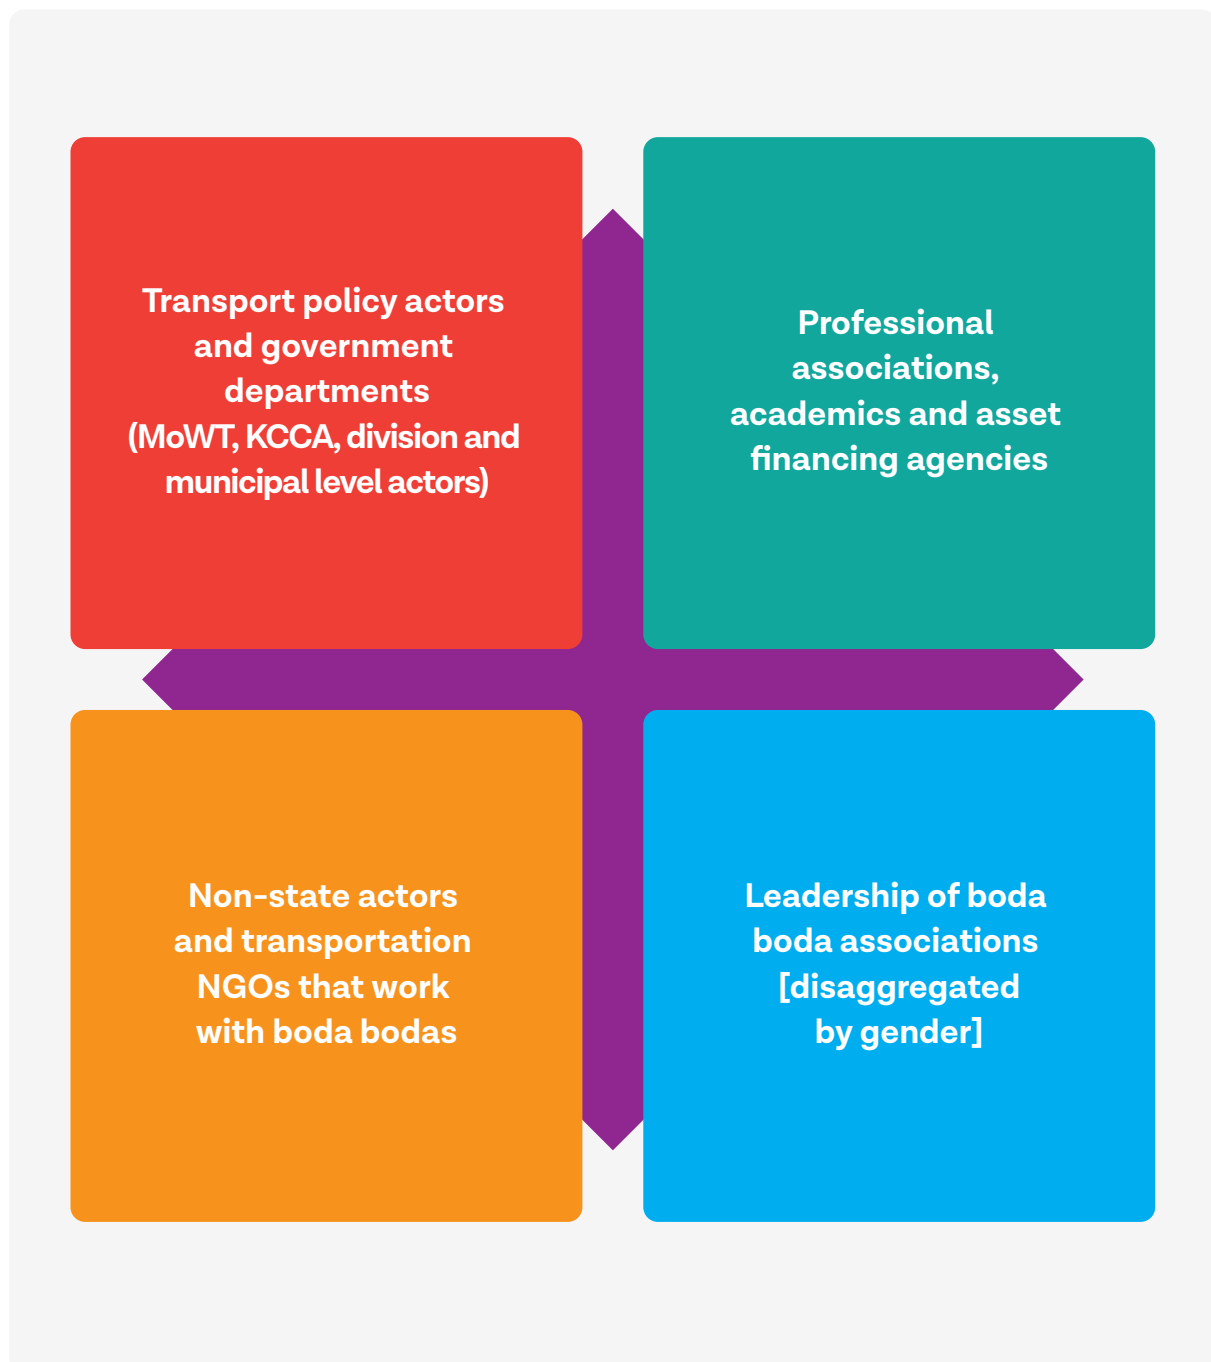 Transport policy actors
and government
departments
(MoWT, KCCA, division and
municipal level actors)
Professional
associations,
academics and asset
financing agencies
Non-state actors
and transportation
NGOs that work
with boda bodas
Leadership of boda
boda associations
[disaggregated
by gender]